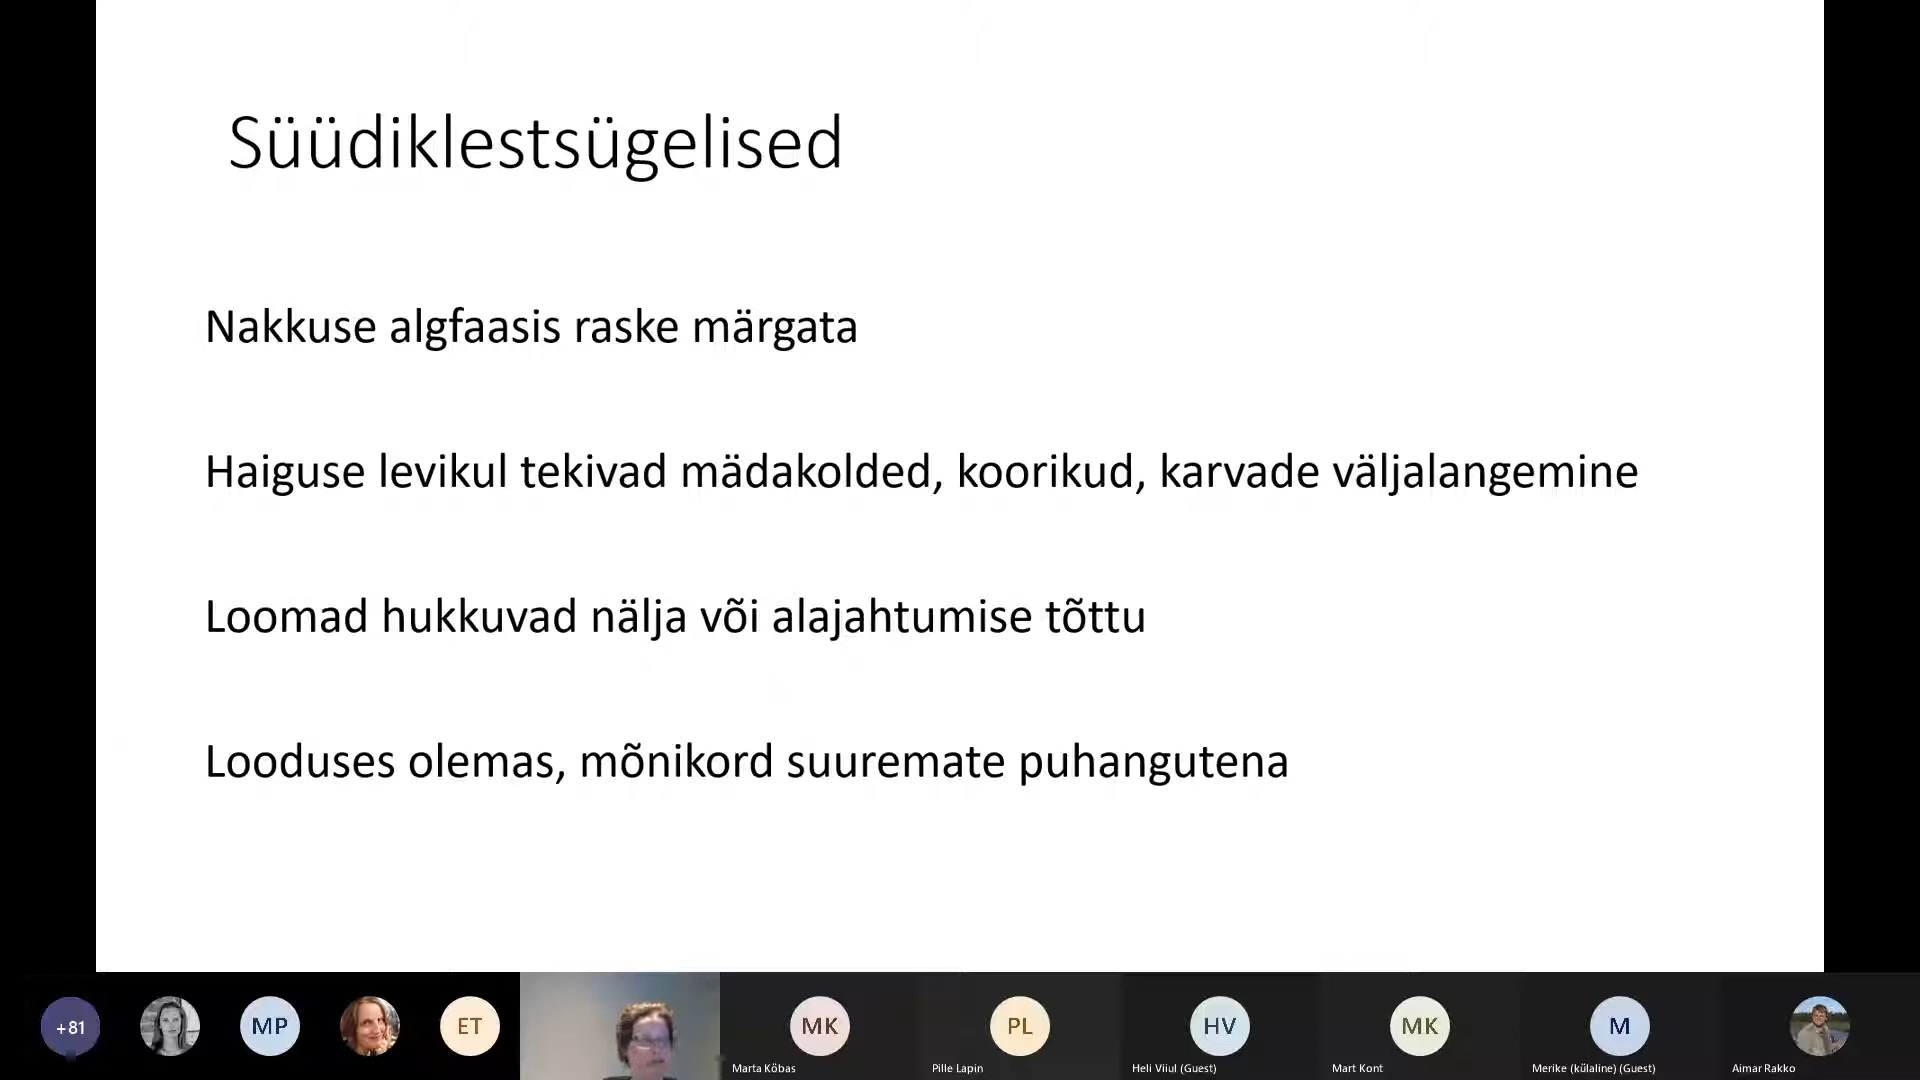 Süüdiklestsügelised
Nakkuse algfaasis raske märgata
Haiguse levikul tekivad mädakolded, koorikud, karvade väljalangemine
Loomad hukkuvad nälja või alajahtumise tõttu
Looduses olemas, mõnikord suuremate puhangutena
+81
MP
ET
MK
PL
HV
MK
M
Marta Kõbas
Pille Lapin
Heli Viiul (Guest)
Mart Kont
Merike (külaline) (Guest)
Aimar Rakko